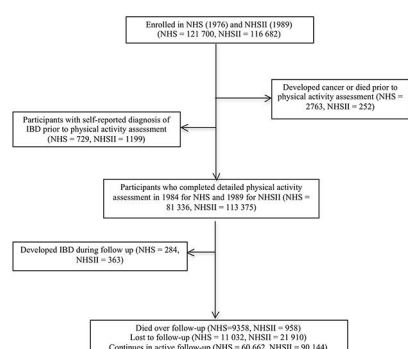 Enrolled in NHS (1976) and NHSII (1989)
(NHS = 121 700, NHSII = 116 682)
Developed cancer or died prior to
physical activity assessment (NHS =
2763, NHSII = 252)
Participants with self-reported diagnosis of
IBD prior to physical activity assessment
(NHS = 729, NHSII = 1199)
Participants who completed detailed physical activity
assessment in 1984 for NHS and 1989 for NHSII (NHS =
81 336, NHSII = 113 375)
Developed IBD during follow up (NHS = 284,
NHSII = 363)
Died over follow-up (NHS=9358, NHSII = 958)
Lost to follow-up (NHS = 11 032, NHSII = 21 910)
Continues in active follow-up (NHS = 60 662, NHSII = 90 144)